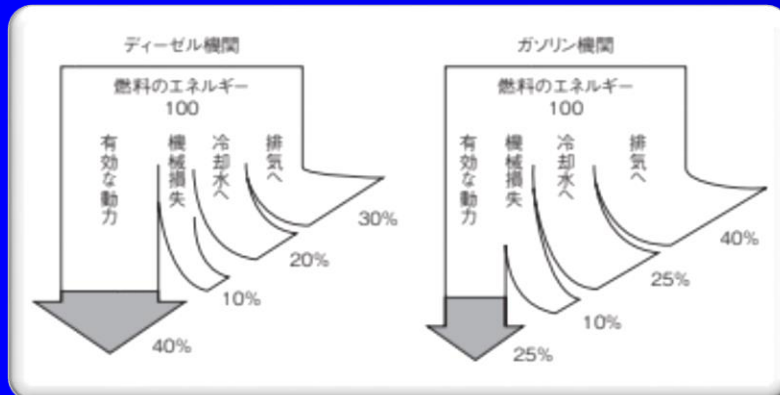 ディーゼル機関
燃料のエネルギー
100
有効な動力
機械損失
冷却水へ
排気へ
30%
20%
10%
40%
ガソリン機関
燃料のエネルギー
100
有効な動力
機械損失
冷却水へ
排気へ
40%
25%
10%
25%